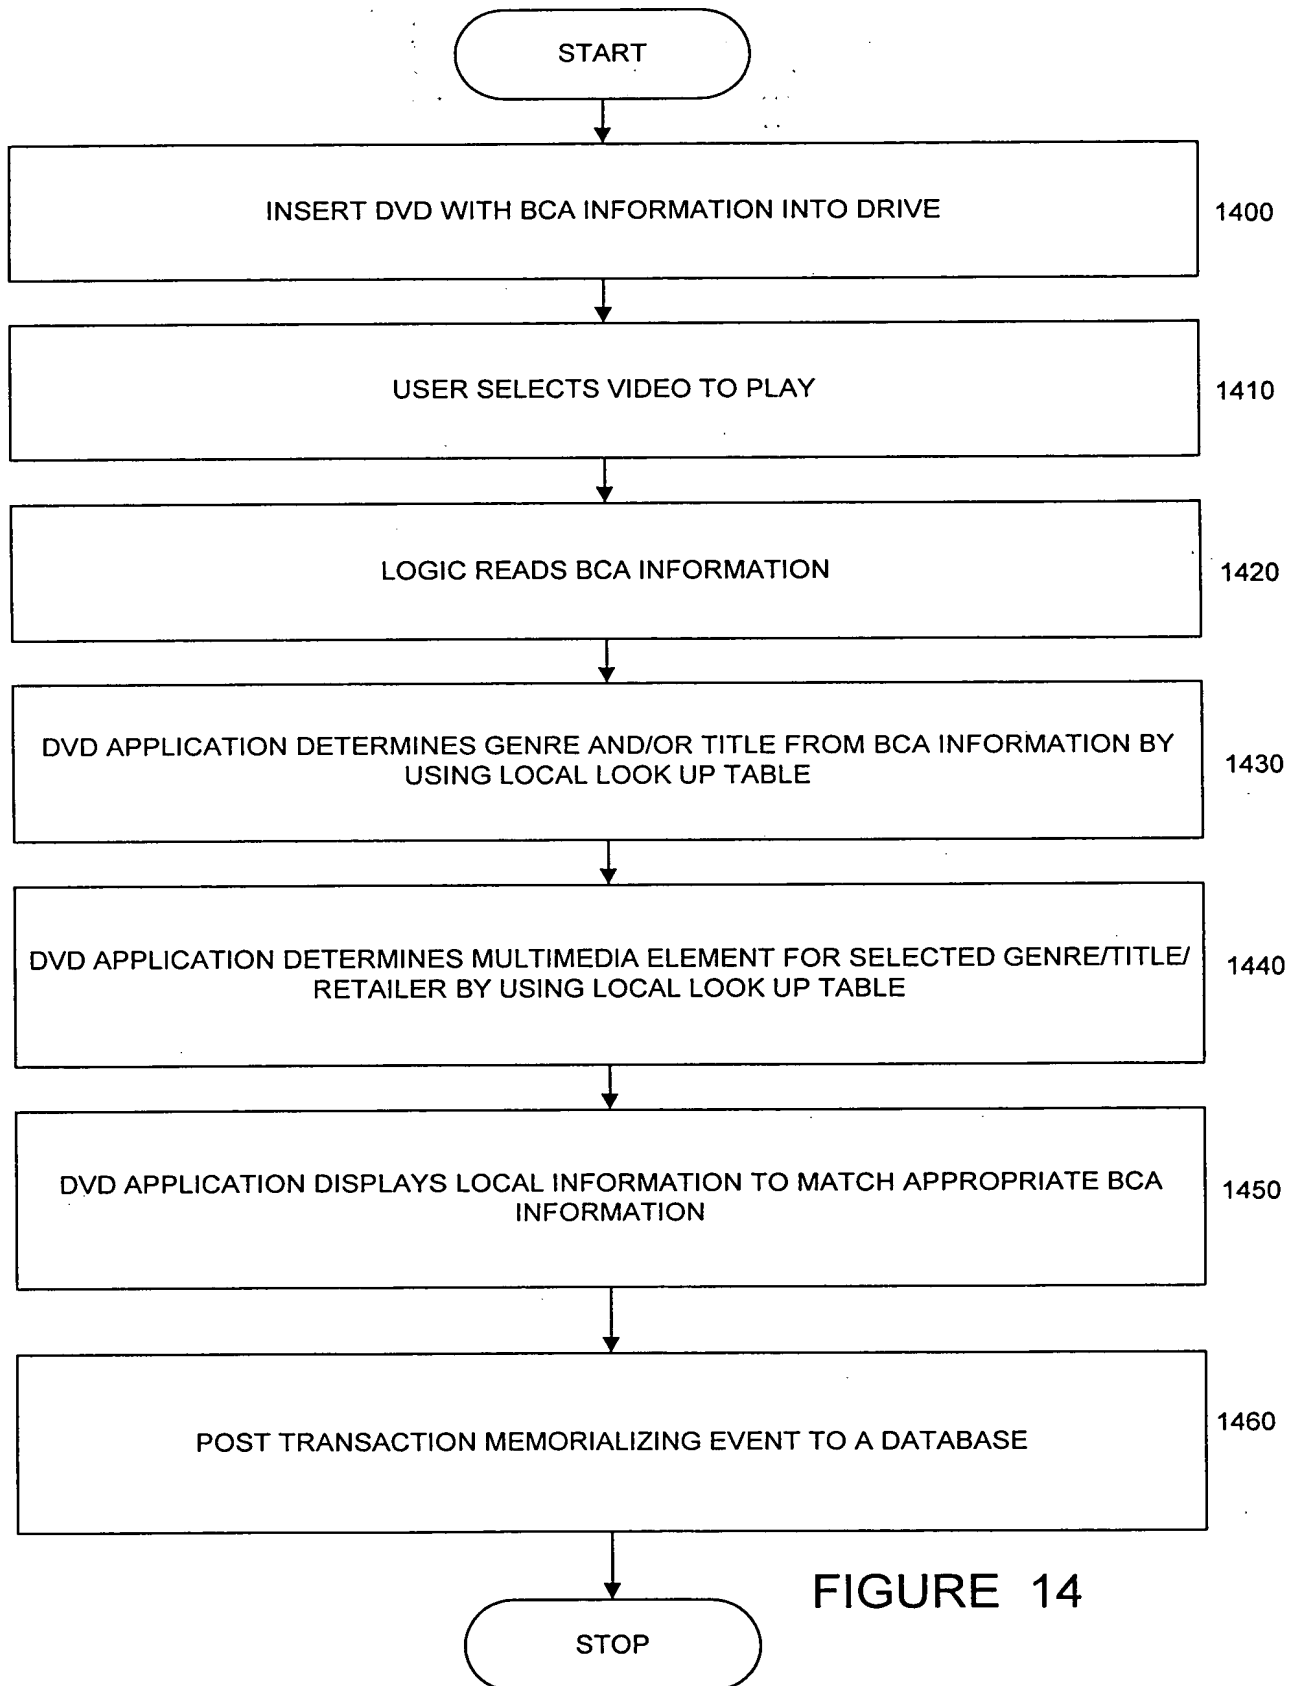 START
INSERT DVD WITH BCA INFORMATION INTO DRIVE
1400
USER SELECTS VIDEO TO PLAY
1410
LOGIC READS BCA INFORMATION
1420
DVD APPLICATION DETERMINES GENRE AND/OR TITLE FROM BCA INFORMATION BY
USING LOCAL LOOK UP TABLE
1430
DVD APPLICATION DETERMINES MULTIMEDIA ELEMENT FOR SELECTED GENRE/TITLE/
RETAILER BY USING LOCAL LOOK UP TABLE
1440
DVD APPLICATION DISPLAYS LOCAL INFORMATION TO MATCH APPROPRIATE BCA
INFORMATION
1450
POST TRANSACTION MEMORIALIZING EVENT TO A DATABASE
1460
FIGURE 14
STOP